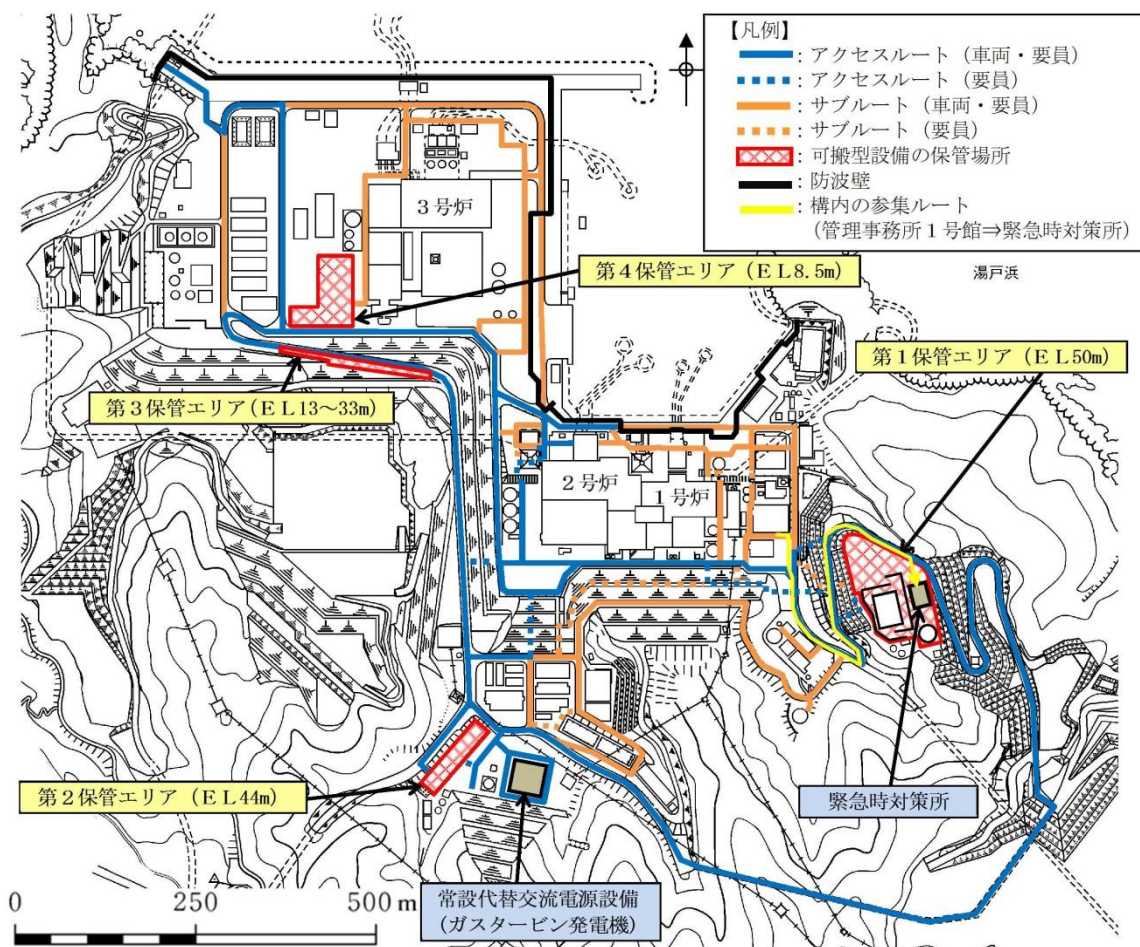 【凡例】
：アクセスルート（車両・要員）
：アクセスルート（要員）
：サブルート（車両・要員）
：サブルート（要員）
：可搬型設備の保管場所
：防波壁
：構内の参集ルート
（管理事務所１号館⇒緊急時対策所）
３号炉
第４保管エリア（ＥＬ8.5m）
湯戸浜
第１保管エリア（ＥＬ50m）
第３保管エリア（ＥＬ13～33m）
２号炉
１号炉
第２保管エリア（ＥＬ44m）
緊急時対策所
常設代替交流電源設備
（ガスタービン発電機）
0 250 500 m